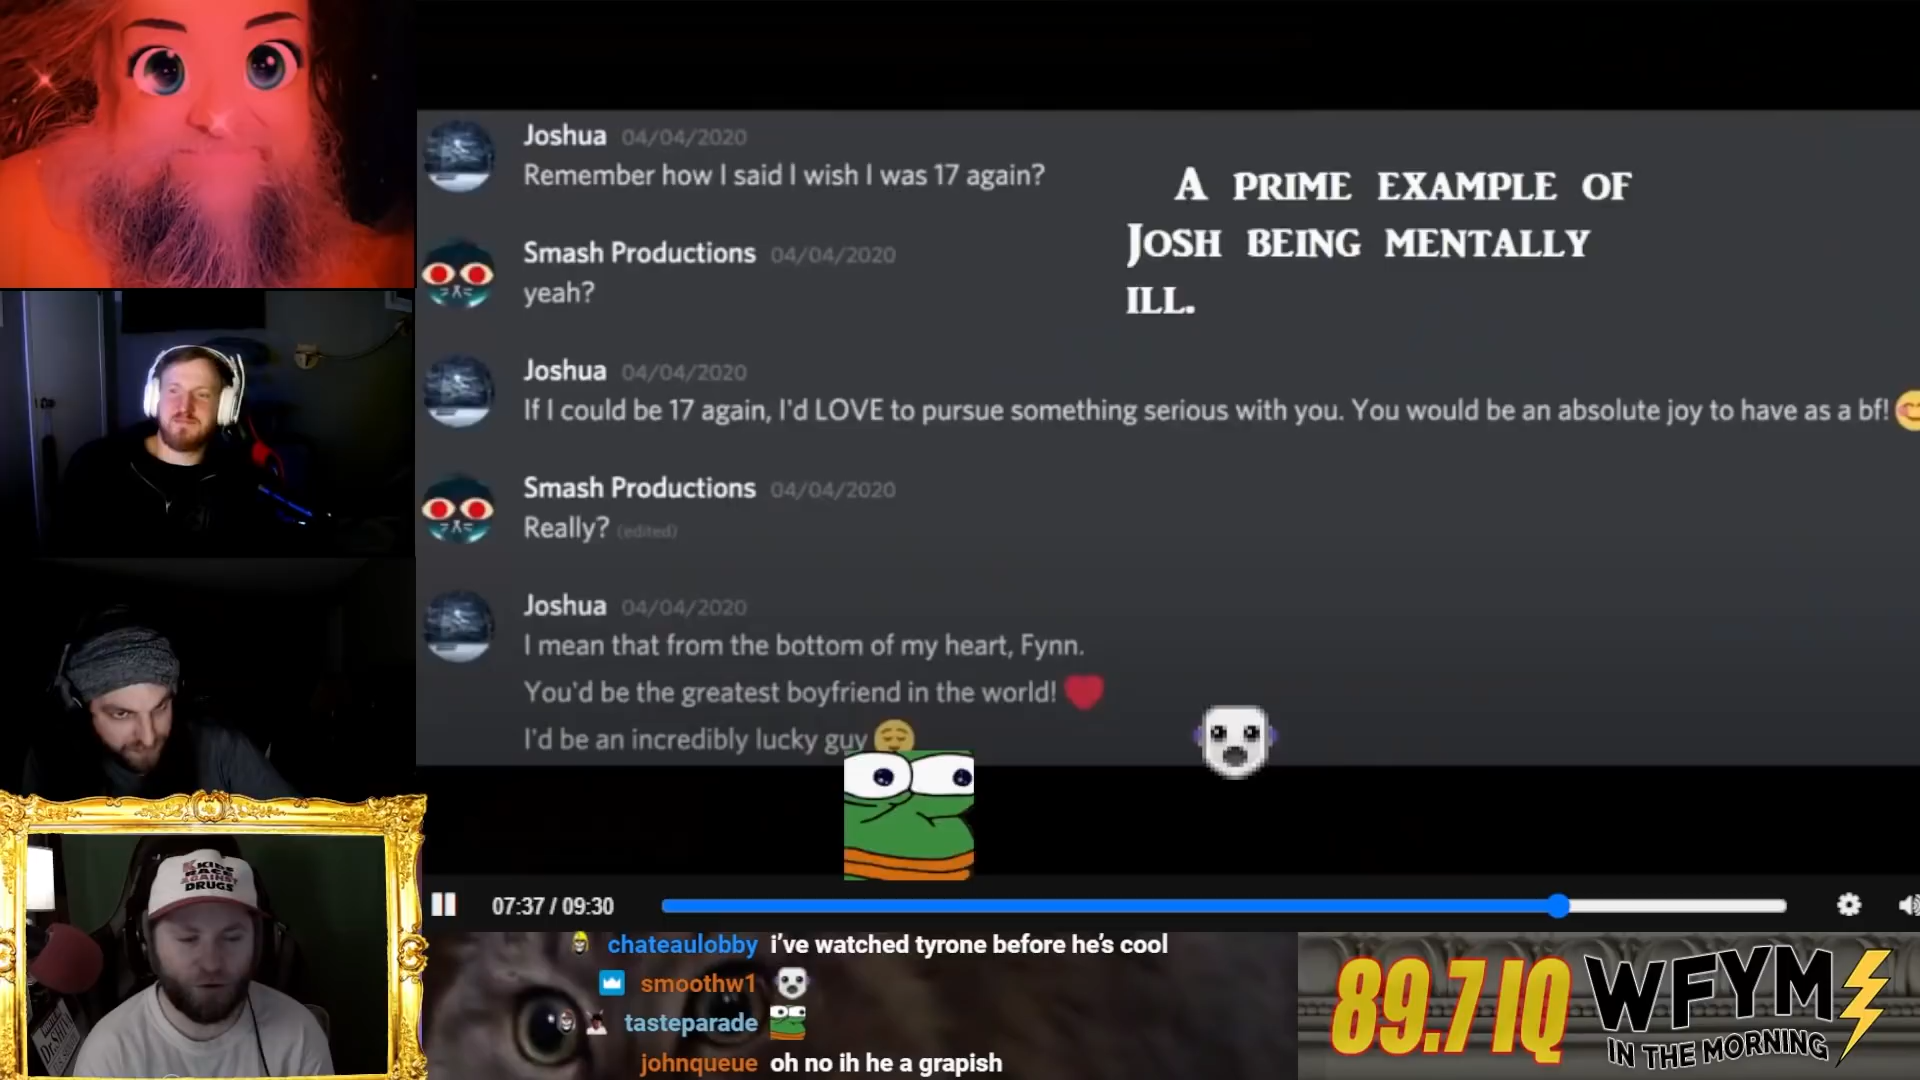 Joshua 04/04/2020
Remember how I said I wish I was 17 again?
A PRIME EXAMPLE OF
JOSH BEING MENTALLY
ILL.
Smash Productions 04/04/2020
yeah?
Joshua 04/04/2020
If I could be 17 again, I'd LOVE to pursue something serious with you. You would be an absolute joy to have as a bf!
Smash Productions 04/04/2020
Really? (edited)
Joshua 04/04/2020
I mean that from the bottom of my heart, Fynn.
You'd be the greatest boyfriend in the world!
I'd be an incredibly lucky guy
KIDS
RACE
AGAINST
DRUGS
07:37 / 09:30
chateaulobby i've watched tyrone before he's cool
smoothw1
tasteparade
johnqueue oh no ih he a grapish
89.7 IQ WFYM
IN THE MORNING